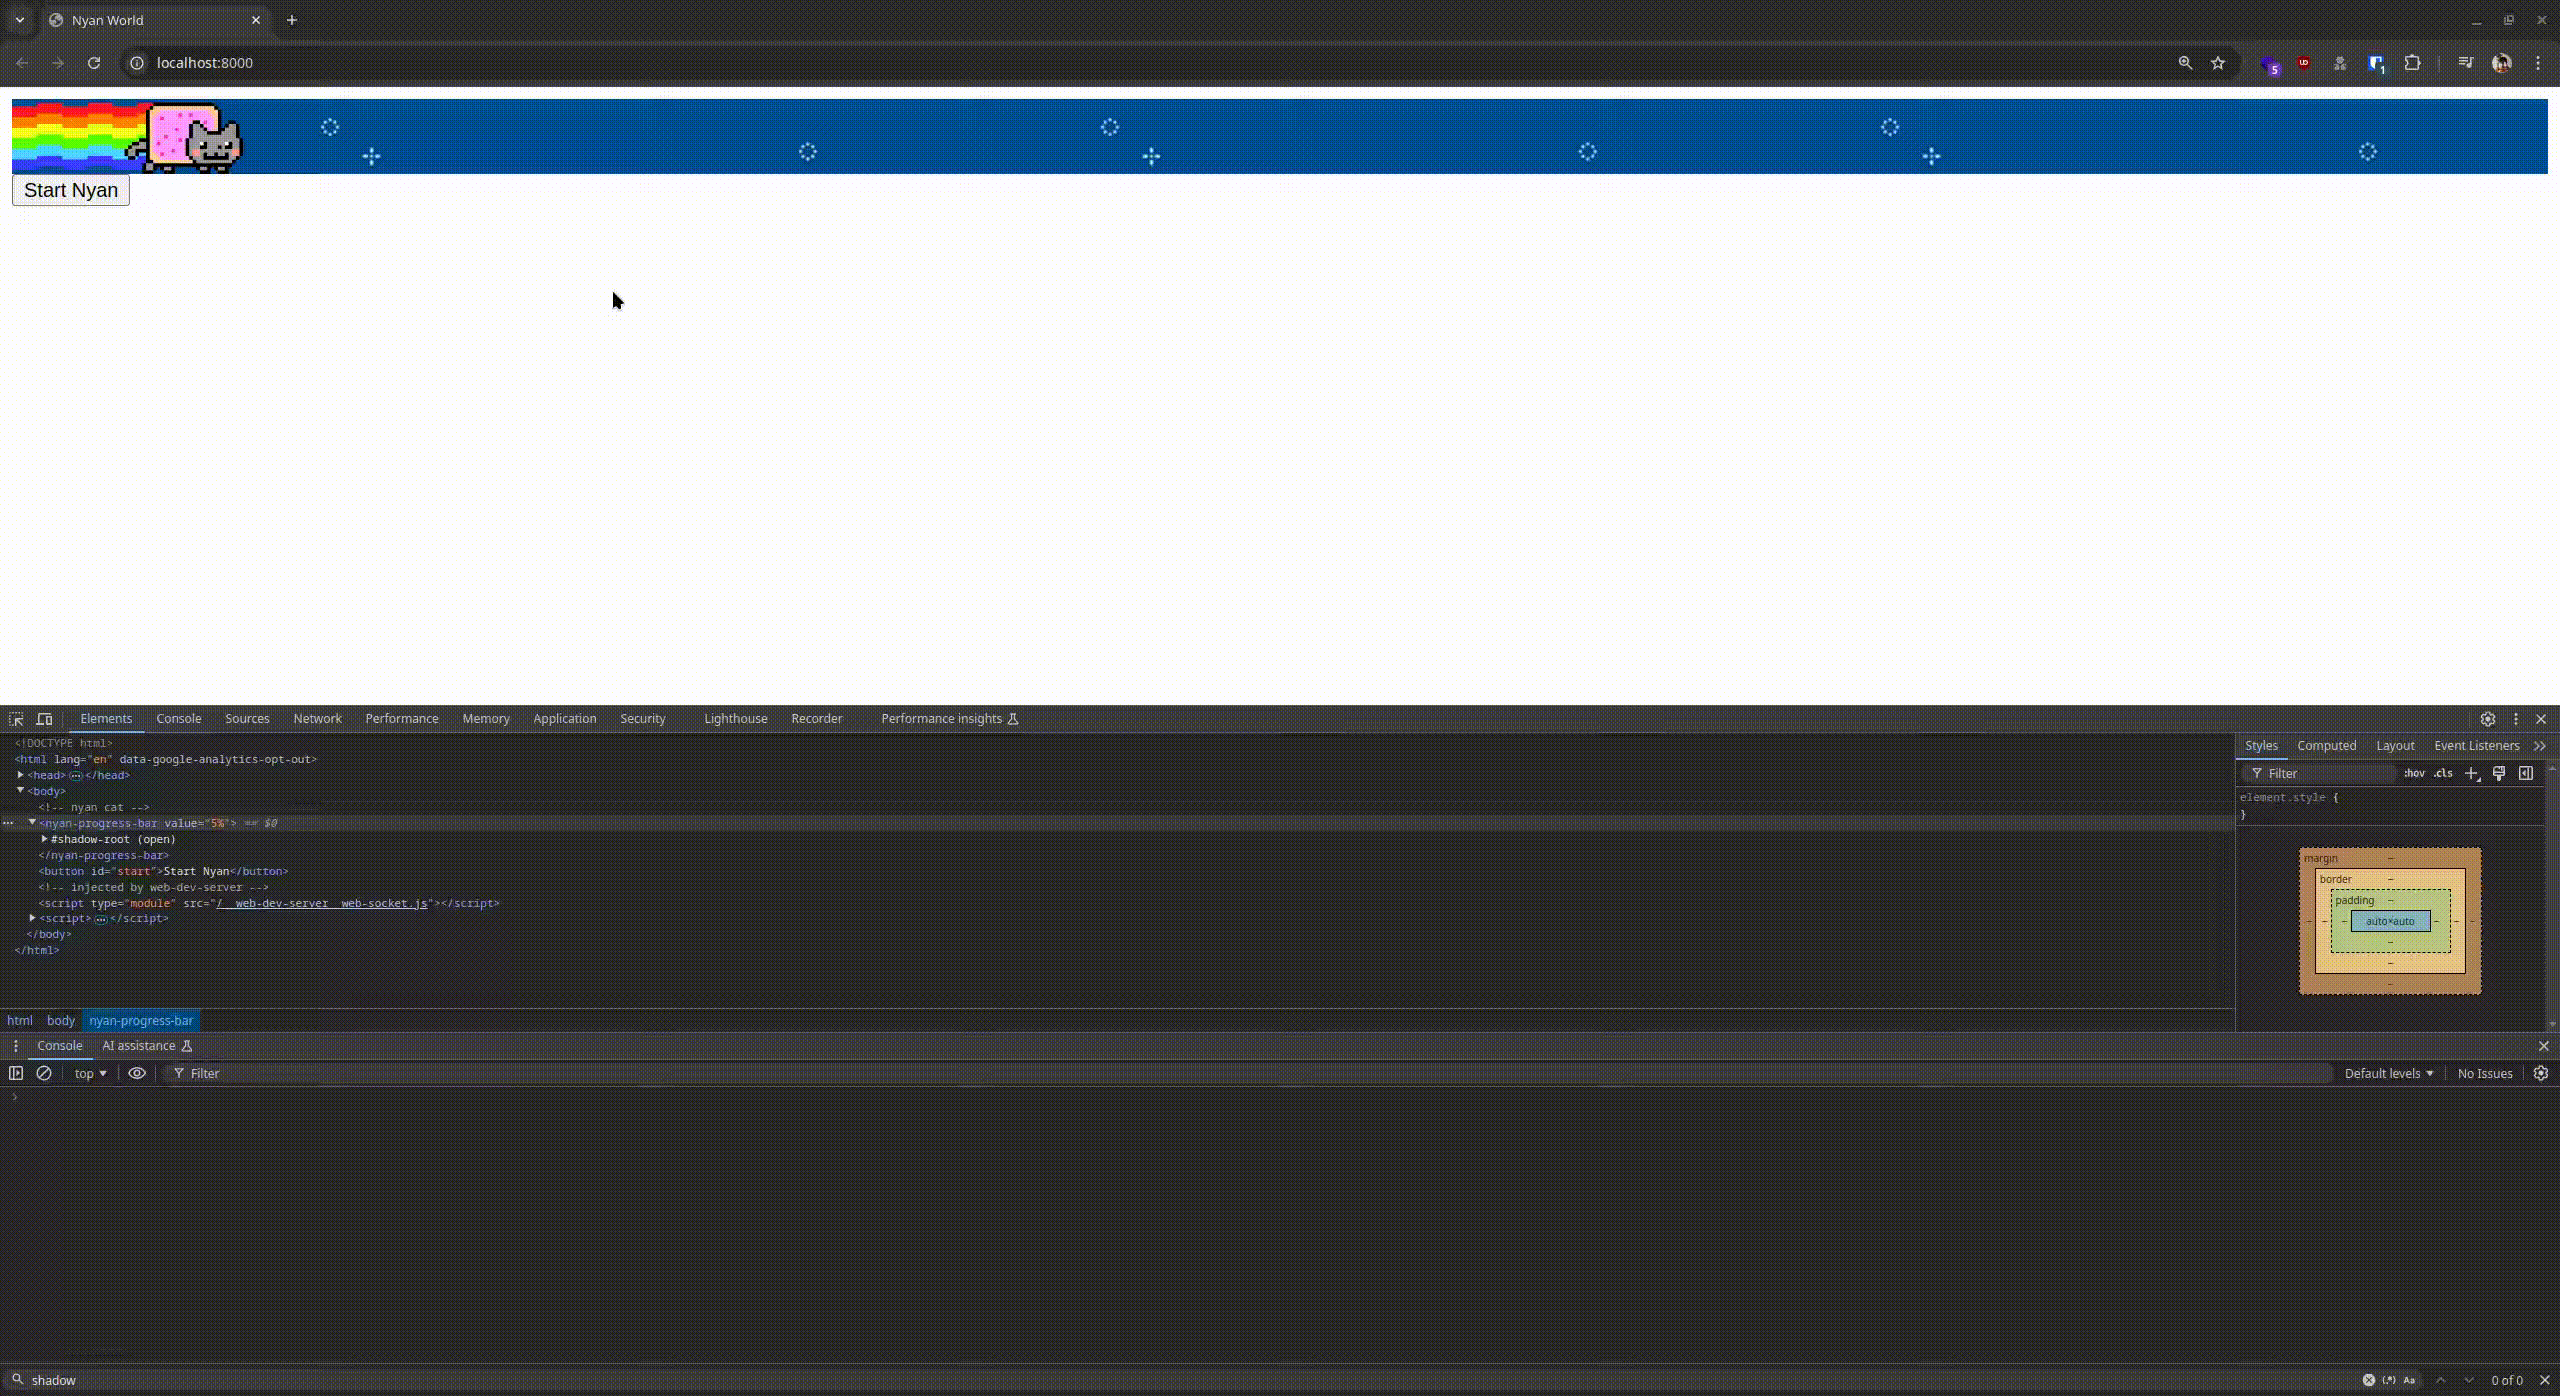 Nyan World
localhost:8000
5
1
Start Nyan
Elements Console Sources Network Performance Memory Application Security Lighthouse Recorder Performance insights
<!DOCTYPE html>
<html lang="en" data-google-analytics-opt-out>
<head>…</head>
<body>
<!-- nyan cat -->
… <nyan-progress-bar value="5%"> == $0
#shadow-root (open)
</nyan-progress-bar>
<button id="start">Start Nyan</button>
<!-- injected by web-dev-server -->
<script type="module" src="/__web-dev-server__web-socket.js"></script>
<script>…</script>
</body>
</html>
html body nyan-progress-bar
Styles Computed Layout Event Listeners
Filter :hov .cls
element.style {
}
margin –
border –
padding –
– – – auto×auto – – –
–
–
–
Console AI assistance
top Filter Default levels No Issues
shadow (.*) Aa 0 of 0